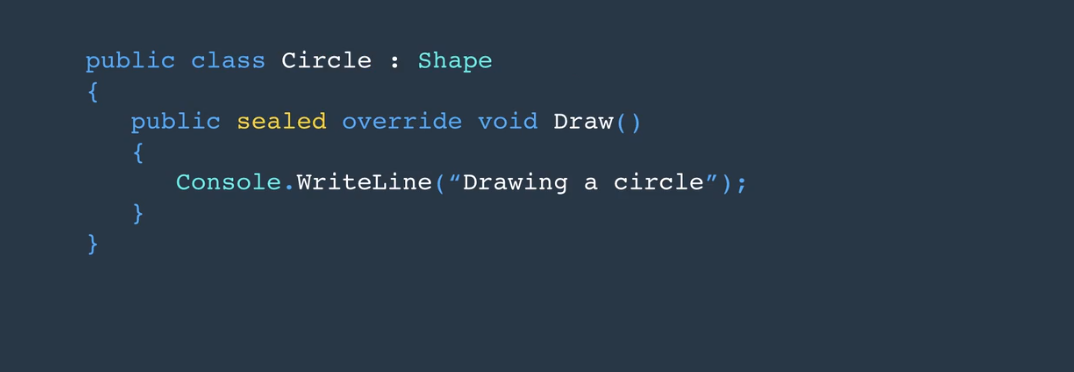 public class Circle : Shape
{
public sealed override void Draw()
{
Console.WriteLine(“Drawing a circle”);
}
}